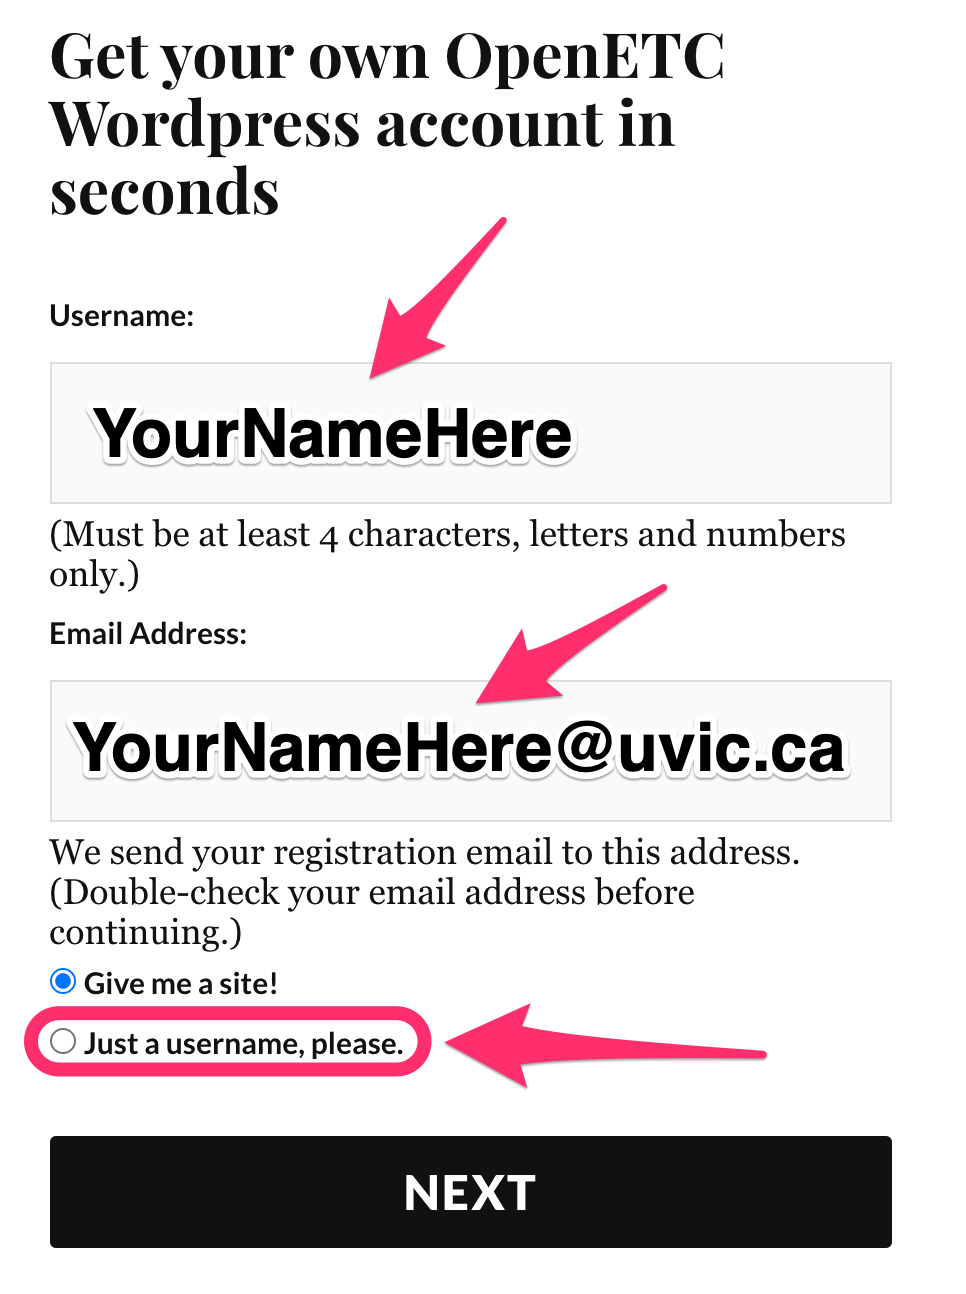 Get your own OpenETC
Wordpress account in
seconds
Username:
YourNameHere
(Must be at least 4 characters, letters and numbers
only.)
Email Address:
YourNameHere@uvic.ca
We send your registration email to this address.
(Double-check your email address before
continuing.)
Give me a site!
Just a username, please.
NEXT